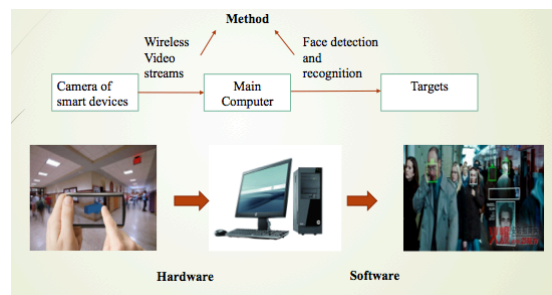 Method
Wireless
Video
streams
Face detection
and
recognition
Camera of
smart devices
Main
Computer
Targets
Hardware
Software